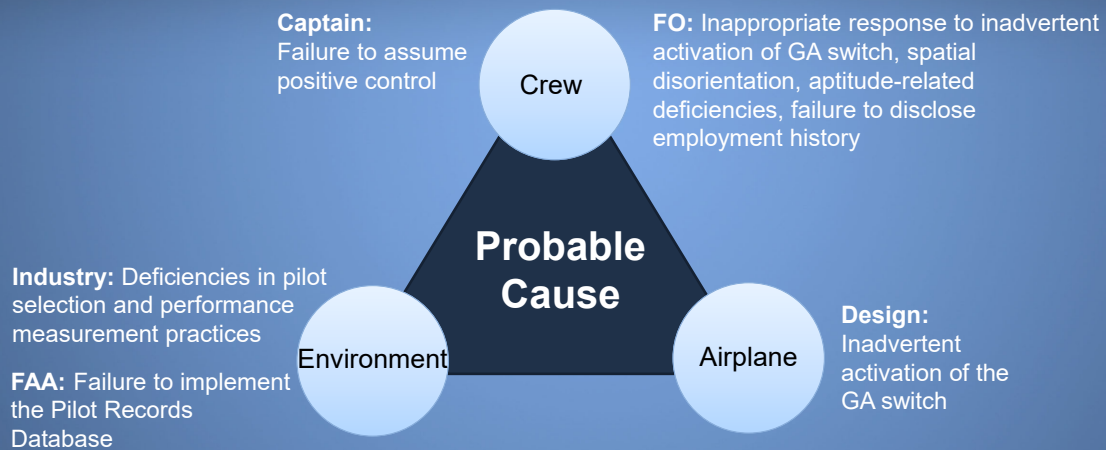 Captain:
Failure to assume
positive control
Crew
FO: Inappropriate response to inadvertent
activation of GA switch, spatial
disorientation, aptitude-related
deficiencies, failure to disclose
employment history
Probable
Cause
Industry: Deficiencies in pilot
selection and performance
measurement practices
FAA: Failure to implement
the Pilot Records
Database
Environment
Airplane
Design:
Inadvertent
activation of the
GA switch